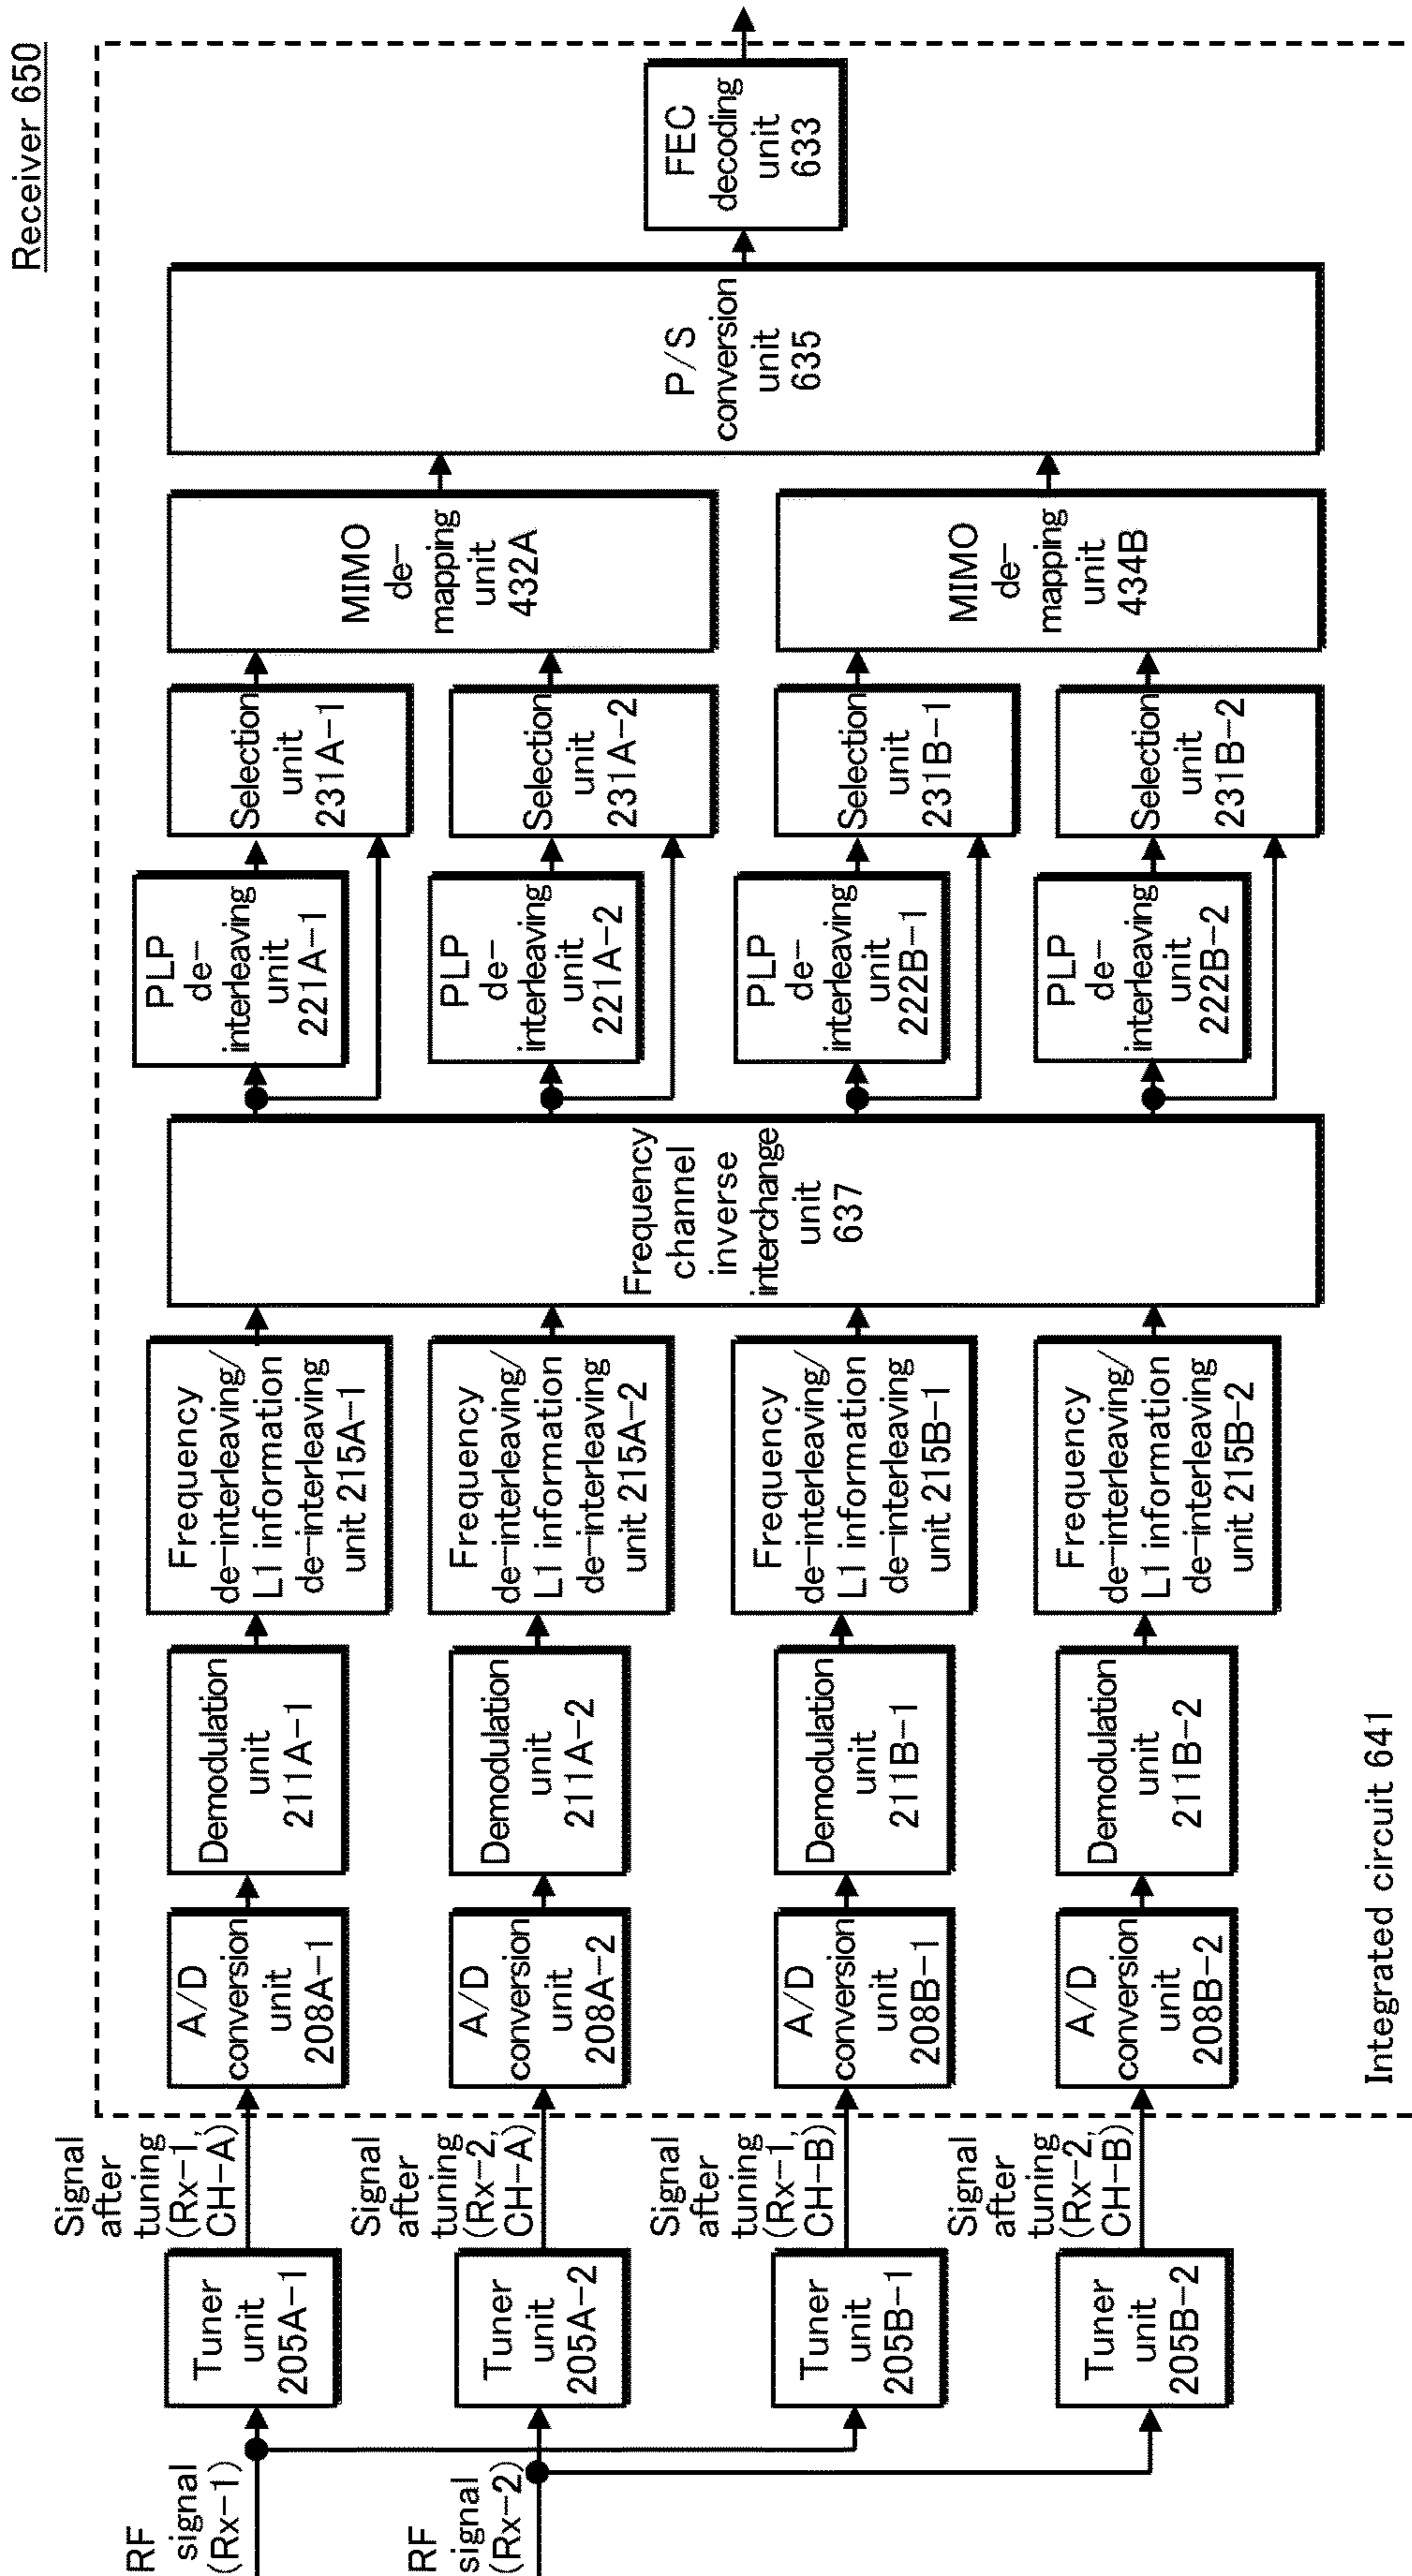 Receiver 650
RF
signal
(Rx-1)
RF
signal
(Rx-2)
Tuner
unit
205A-1
Tuner
unit
205A-2
Tuner
unit
205B-1
Tuner
unit
205B-2
Signal
after
tuning
(Rx-1,
CH-A)
Signal
after
tuning
(Rx-2,
CH-A)
Signal
after
tuning
(Rx-1,
CH-B)
Signal
after
tuning
(Rx-2,
CH-B)
A/D
conversion
unit
208A-1
A/D
conversion
unit
208A-2
A/D
conversion
unit
208B-1
A/D
conversion
unit
208B-2
Demodulation
unit
211A-1
Demodulation
unit
211A-2
Demodulation
unit
211B-1
Demodulation
unit
211B-2
Frequency
de-interleaving/
L1 information
de-interleaving
unit 215A-1
Frequency
de-interleaving/
L1 information
de-interleaving
unit 215A-2
Frequency
de-interleaving/
L1 information
de-interleaving
unit 215B-1
Frequency
de-interleaving/
L1 information
de-interleaving
unit 215B-2
Frequency
channel
inverse
interchange
unit
637
PLP
de-
interleaving
unit
221A-1
PLP
de-
interleaving
unit
221A-2
PLP
de-
interleaving
unit
222B-1
PLP
de-
interleaving
unit
222B-2
Selection
unit
231A-1
Selection
unit
231A-2
Selection
unit
231B-1
Selection
unit
231B-2
MIMO
de-
mapping
unit
432A
MIMO
de-
mapping
unit
434B
P/S
conversion
unit
635
FEC
decoding
unit
633
Integrated circuit 641